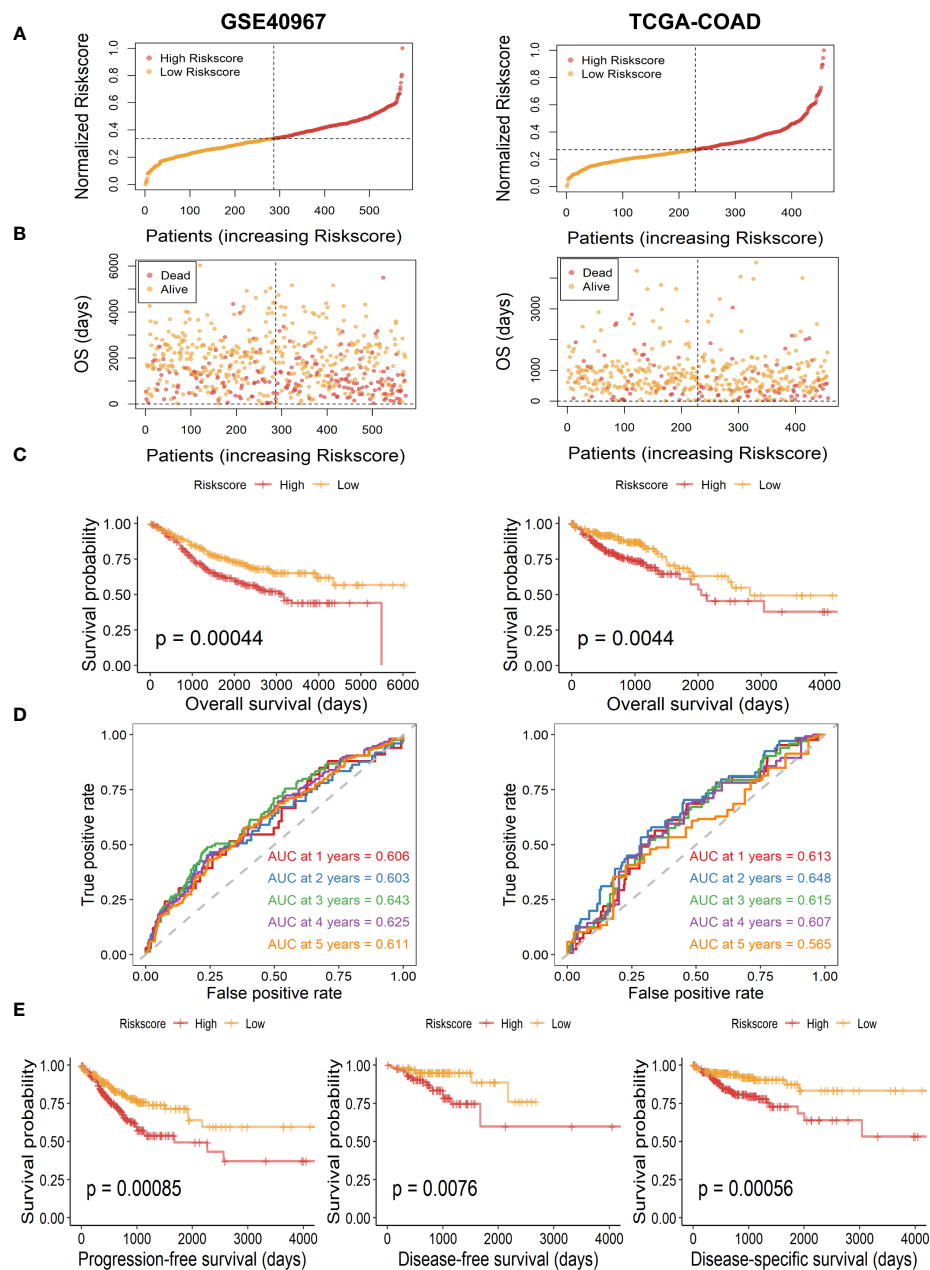 GSE40967
TCGA-COAD
A
Normalized Riskscore
1.0
0.8
0.6
0.4
0.2
0.0
High Riskscore
Low Riskscore
0 100 200 300 400 500
Patients (increasing Riskscore)
Normalized Riskscore
1.0
0.8
0.6
0.4
0.2
0.0
High Riskscore
Low Riskscore
0 100 200 300 400
Patients (increasing Riskscore)
B
OS (days)
6000
4000
2000
0
Dead
Alive
0 100 200 300 400 500 600
Patients (increasing Riskscore)
OS (days)
3000
1000
0
Dead
Alive
0 100 200 300 400
Patients (increasing Riskscore)
C
Riskscore High Low
Survival probability
1.00
0.75
0.50
0.25
0.00
p = 0.00044
0 1000 2000 3000 4000 5000 6000
Overall survival (days)
Riskscore High Low
Survival probability
1.00
0.75
0.50
0.25
0.00
p = 0.0044
0 1000 2000 3000 4000
Overall survival (days)
D
True positive rate
1.00
0.75
0.50
0.25
0.00
AUC at 1 years = 0.606
AUC at 2 years = 0.603
AUC at 3 years = 0.643
AUC at 4 years = 0.625
AUC at 5 years = 0.611
0.00 0.25 0.50 0.75 1.00
False positive rate
True positive rate
1.00
0.75
0.50
0.25
0.00
AUC at 1 years = 0.613
AUC at 2 years = 0.648
AUC at 3 years = 0.615
AUC at 4 years = 0.607
AUC at 5 years = 0.565
0.00 0.25 0.50 0.75 1.00
False positive rate
E
Riskscore High Low
Survival probability
1.00
0.75
0.50
0.25
0.00
p = 0.00085
0 1000 2000 3000 4000
Progression-free survival (days)
Riskscore High Low
Survival probability
1.00
0.75
0.50
0.25
0.00
p = 0.0076
0 1000 2000 3000 4000
Disease-free survival (days)
Riskscore High Low
Survival probability
1.00
0.75
0.50
0.25
0.00
p = 0.00056
0 1000 2000 3000 4000
Disease-specific survival (days)